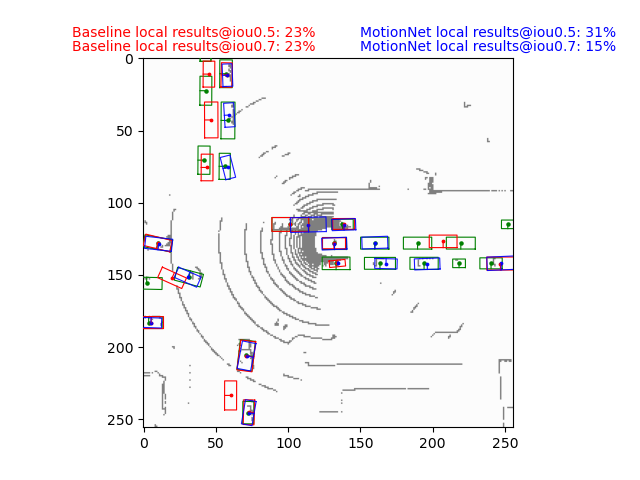 Baseline local results@iou0.5: 23% MotionNet local results@iou0.5: 31%
Baseline local results@iou0.7: 23% MotionNet local results@iou0.7: 15%
0
50
100
150
200
250
0 50 100 150 200 250